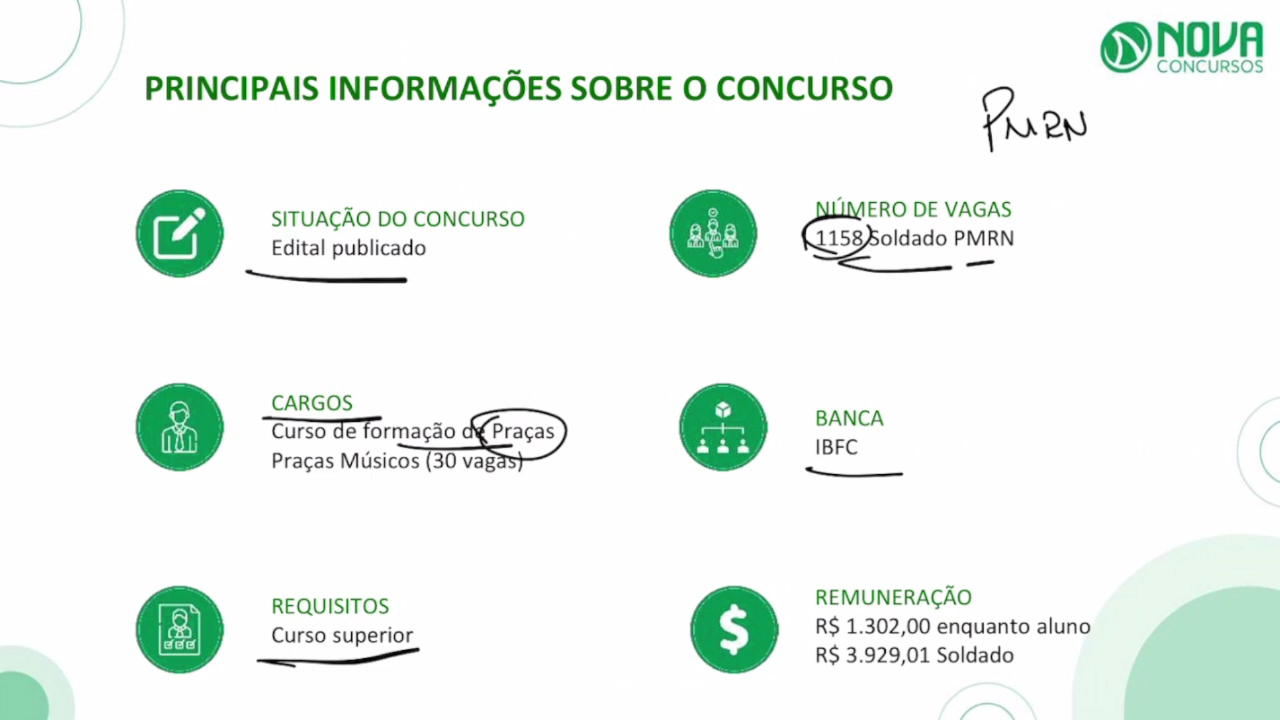 NOVA
CONCURSOS
PRINCIPAIS INFORMAÇÕES SOBRE O CONCURSO
PMRN
SITUAÇÃO DO CONCURSO
Edital publicado
NÚMERO DE VAGAS
1158 Soldado PMRN
CARGOS
Curso de formação de Praças
Praças Músicos (30 vagas)
BANCA
IBFC
REQUISITOS
Curso superior
REMUNERAÇÃO
R$ 1.302,00 enquanto aluno
R$ 3.929,01 Soldado